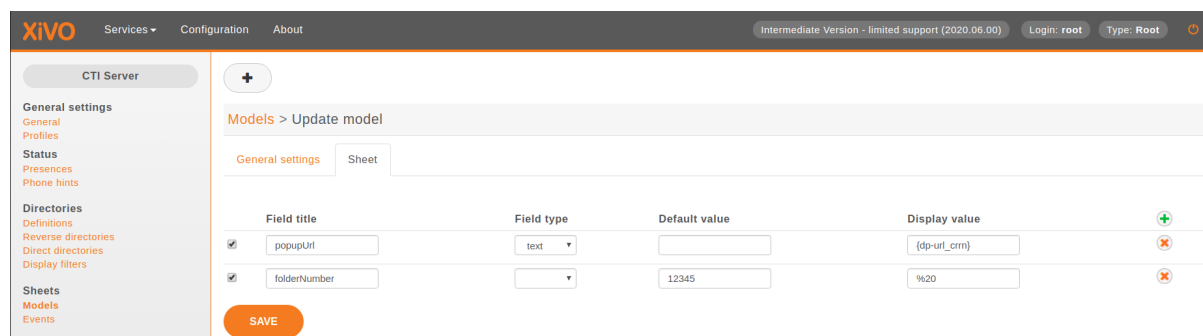 XiVO Services Configuration About Intermediate Version - limited support (2020.06.00) Login: root Type: Root
CTI Server
General settings
General
Profiles
Status
Presences
Phone hints
Directories
Definitions
Reverse directories
Direct directories
Display filters
Sheets
Models
Events
Models > Update model
General settings Sheet
Field title Field type Default value Display value
popupUrl text {dp-url_crrn}
folderNumber 12345 %20
SAVE